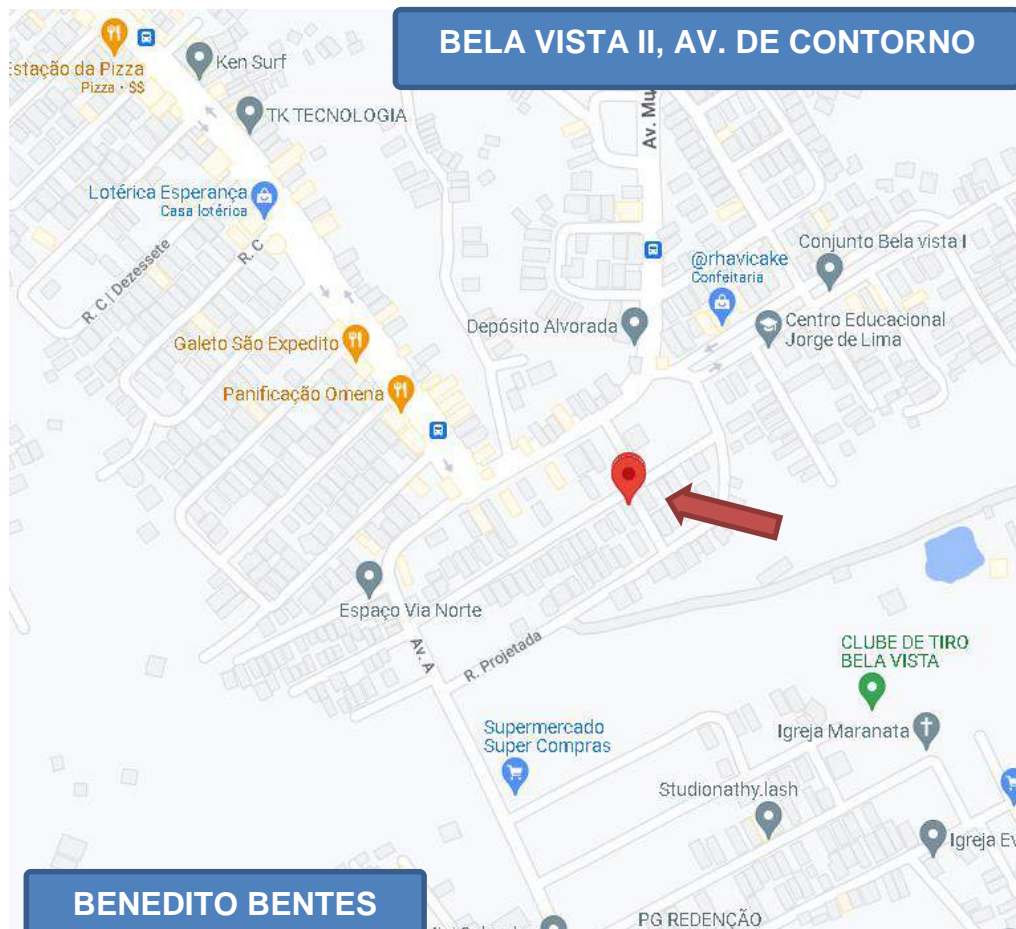 BELA VISTA II, AV. DE CONTORNO
Estação da Pizza
Pizza • $$
Ken Surf
TK TECNOLOGIA
Av. Mu
Lotérica Esperança
Casa lotérica
R. C | Dezessete
R. C
@rhavicake
Confeitaria
Conjunto Bela vista I
Depósito Alvorada
Centro Educacional
Jorge de Lima
Galeto São Expedito
Panificação Omena
Espaço Via Norte
Av. A
R. Projetada
CLUBE DE TIRO
BELA VISTA
Supermercado
Super Compras
Igreja Maranata
Studionathy.lash
Igreja Ev
BENEDITO BENTES
PG REDENÇÃO